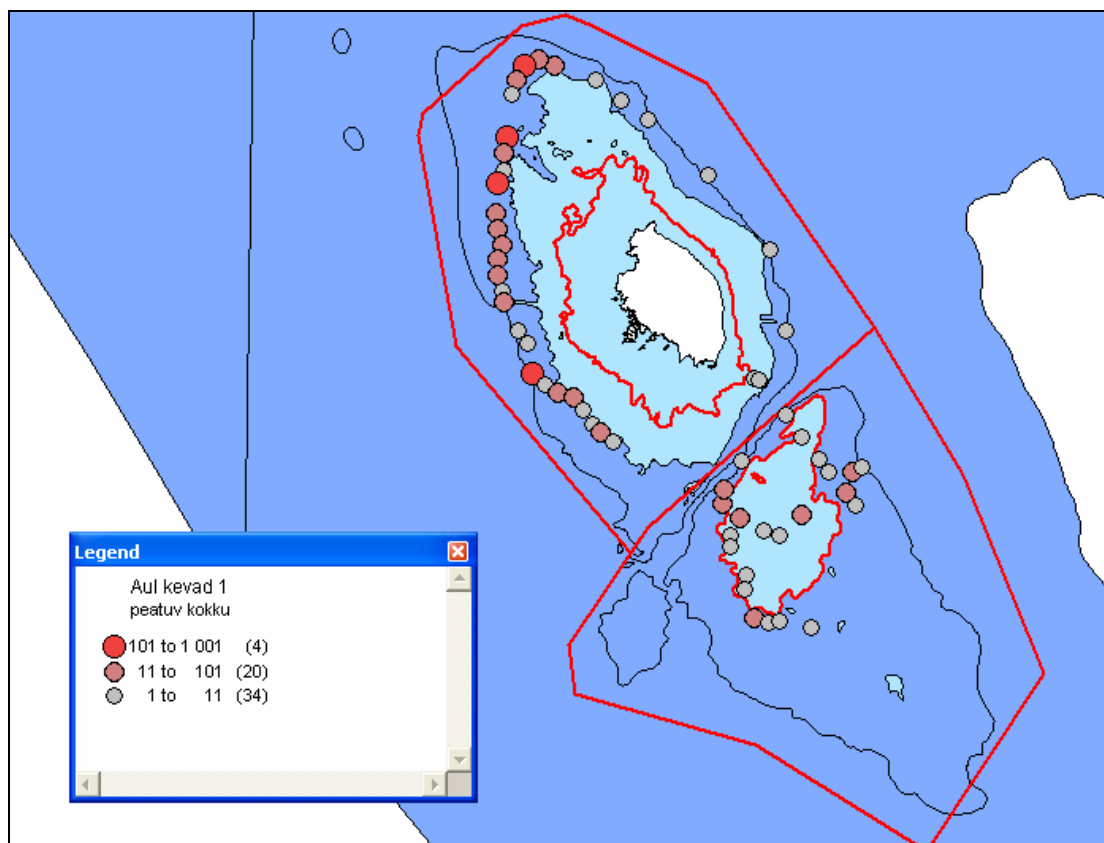 Legend
Aul kevad 1
peatuv kokku
101 to 1 001 (4)
11 to 101 (20)
1 to 11 (34)